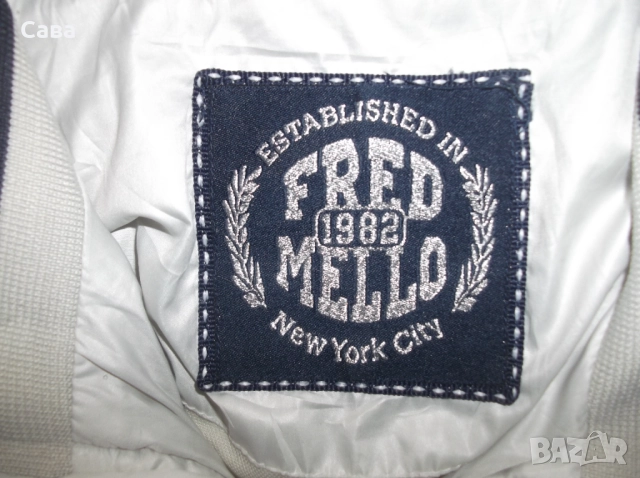 Сава
ESTABLISHED IN
FRED
1982
MELLO
NEW YORK CITY
BAZAR